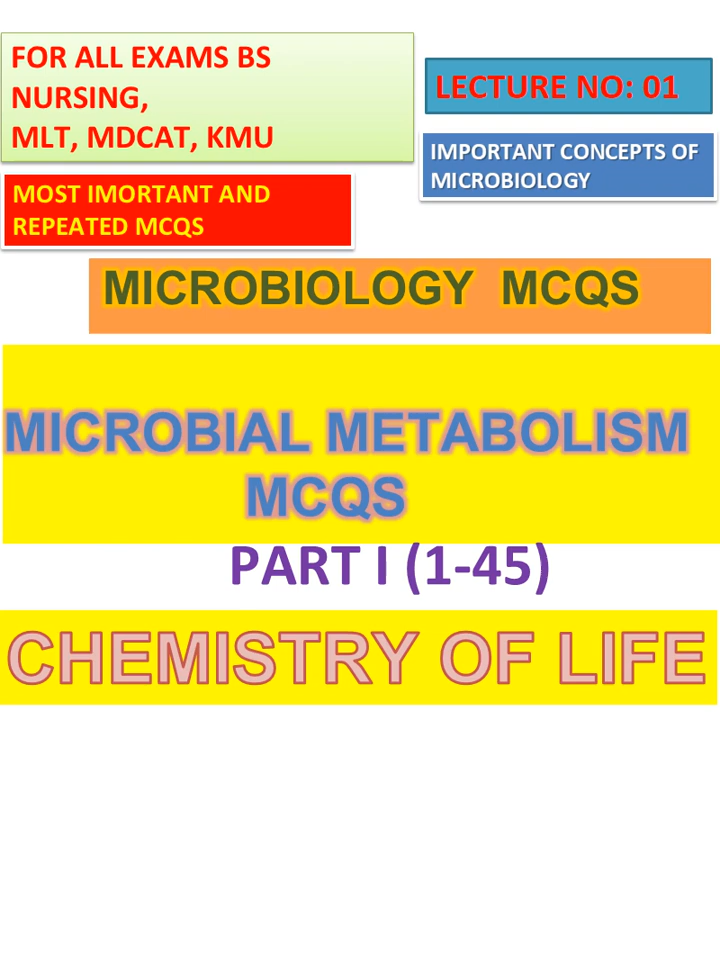 FOR ALL EXAMS BS
NURSING,
MLT, MDCAT, KMU
LECTURE NO: 01
IMPORTANT CONCEPTS OF
MICROBIOLOGY
MOST IMORTANT AND
REPEATED MCQS
MICROBIOLOGY MCQS
MICROBIAL METABOLISM
MCQS
PART I (1-45)
CHEMISTRY OF LIFE